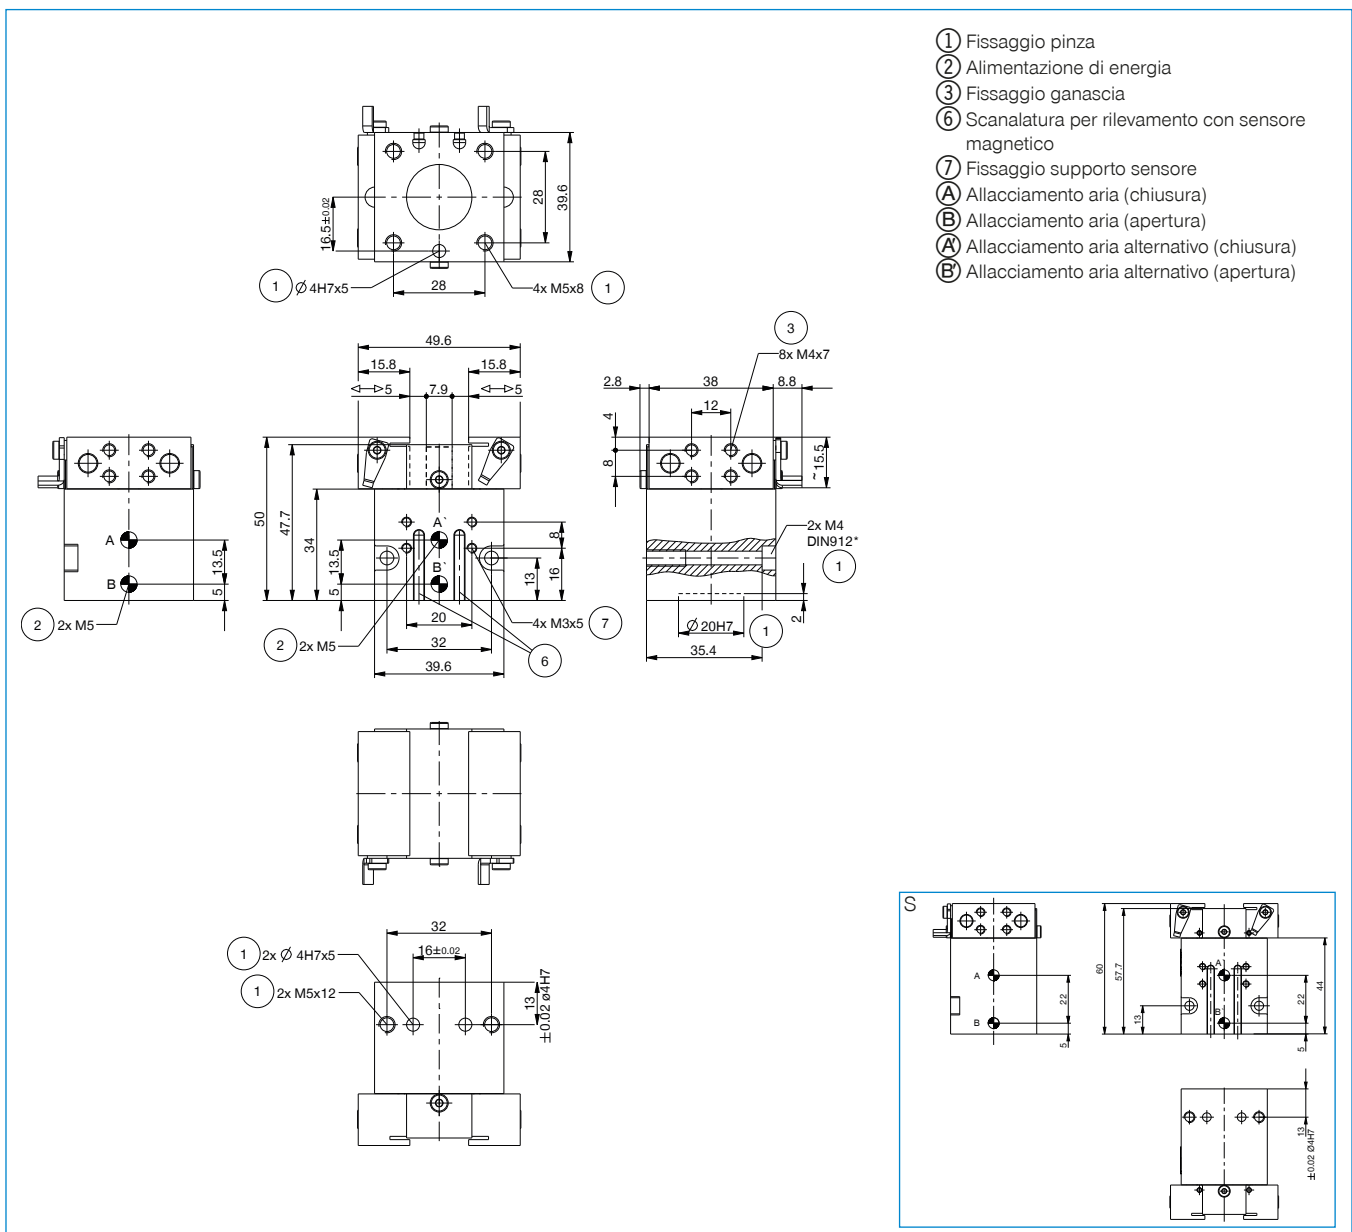 ① Fissaggio pinza
② Alimentazione di energia
③ Fissaggio ganascia
⑥ Scanalatura per rilevamento con sensore
magnetico
⑦ Fissaggio supporto sensore
Ⓐ Allacciamento aria (chiusura)
Ⓑ Allacciamento aria (apertura)
A' Allacciamento aria alternativo (chiusura)
B' Allacciamento aria alternativo (apertura)
16.5±0.02
28
39.6
1 Ø 4H7x5
28
4x M5x8 1
49.6
15.8
15.8
5
7.9
5
50
47.7
34
13.5
5
A`
B`
8
16
13
20
32
39.6
2 2x M5
4x M3x5 7
6
A
B
13.5
5
2 2x M5
3
8x M4x7
2.8
38
8.8
12
4
8
~15.5
2x M4
DIN912*
1
Ø 20H7 1
2
35.4
32
16±0.02
1 2x Ø 4H7x5
1 2x M5x12
13
±0.02 ø4H7
S
A
B
22
5
60
57.7
13
A`
B`
22
44
5
13
±0.02 Ø4H7